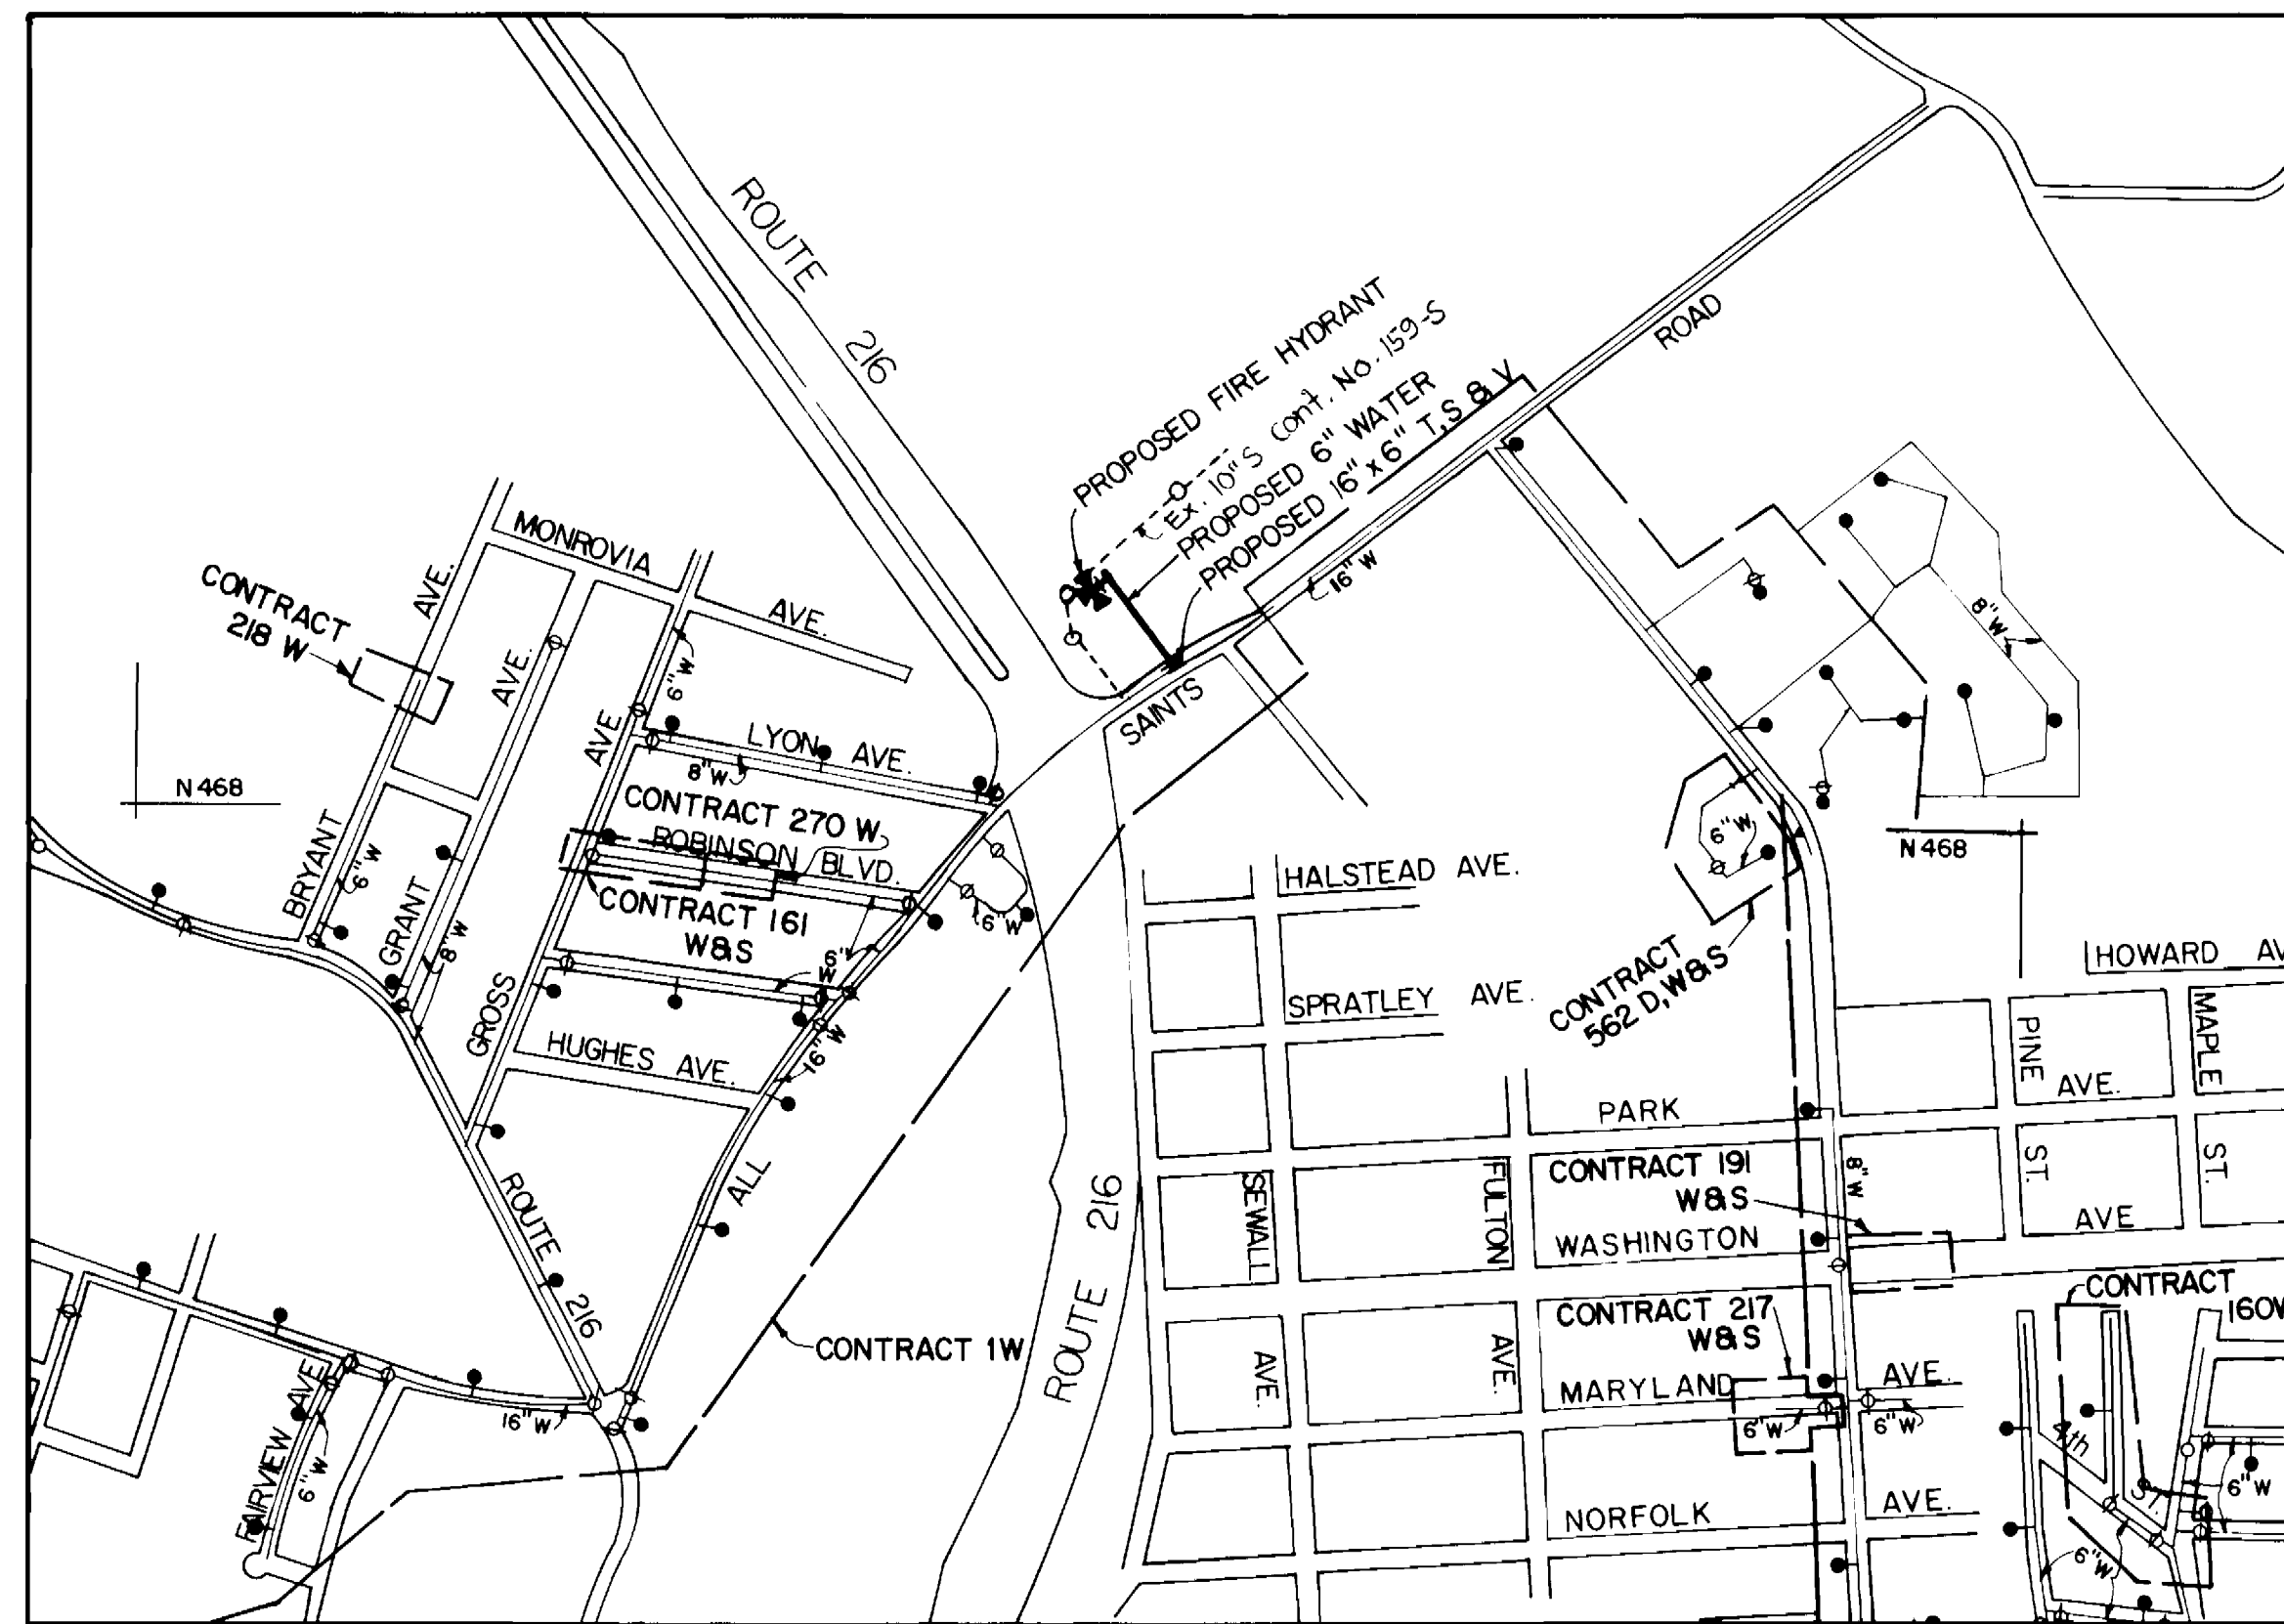 ROUTE 216
PROPOSED FIRE HYDRANT
Ex. 10" S Cont. No. 159-S
PROPOSED 6" WATER
PROPOSED 16" x 6" T,S & V
ROAD
16" W
SAINTS
MONROVIA AVE.
CONTRACT
218 W
AVE.
AVE.
AVE
6" W
8" W
N 468
LYON AVE.
8" W
CONTRACT 270 W
ROBINSON BLVD.
CONTRACT 161
W&S
6"
W
6" W
BRYANT
6" W
GRANT
8" W
GROSS
HUGHES AVE.
16" W
ALL
ROUTE 216
CONTRACT 1W
ROUTE 216
16" W
FAIRVIEW AVE
6" W
HALSTEAD AVE.
SPRATLEY AVE.
6" W
CONTRACT
562 D,W&S
N 468
HOWARD AV
PINE
ST.
MAPLE
ST.
PARK
AVE.
CONTRACT 191
W&S
8" W
WASHINGTON
AVE
SEWALL
AVE.
FULTON
AVE.
CONTRACT 217
W&S
CONTRACT
160W
MARYLAND
AVE.
6" W
6" W
NORFOLK
AVE.
4th
ST
6" W
6" W